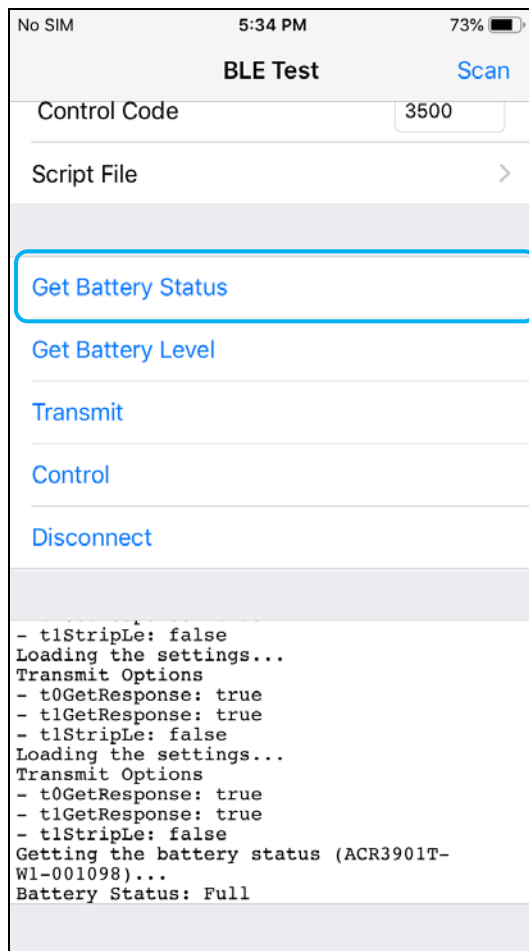 No SIM 5:34 PM 73%
BLE Test Scan
Control Code 3500
Script File
Get Battery Status
Get Battery Level
Transmit
Control
Disconnect
- t1StripLe: false
Loading the settings...
Transmit Options
- t0GetResponse: true
- t1GetResponse: true
- t1StripLe: false
Loading the settings...
Transmit Options
- t0GetResponse: true
- t1GetResponse: true
- t1StripLe: false
Getting the battery status (ACR3901T-
W1-001098)...
Battery Status: Full